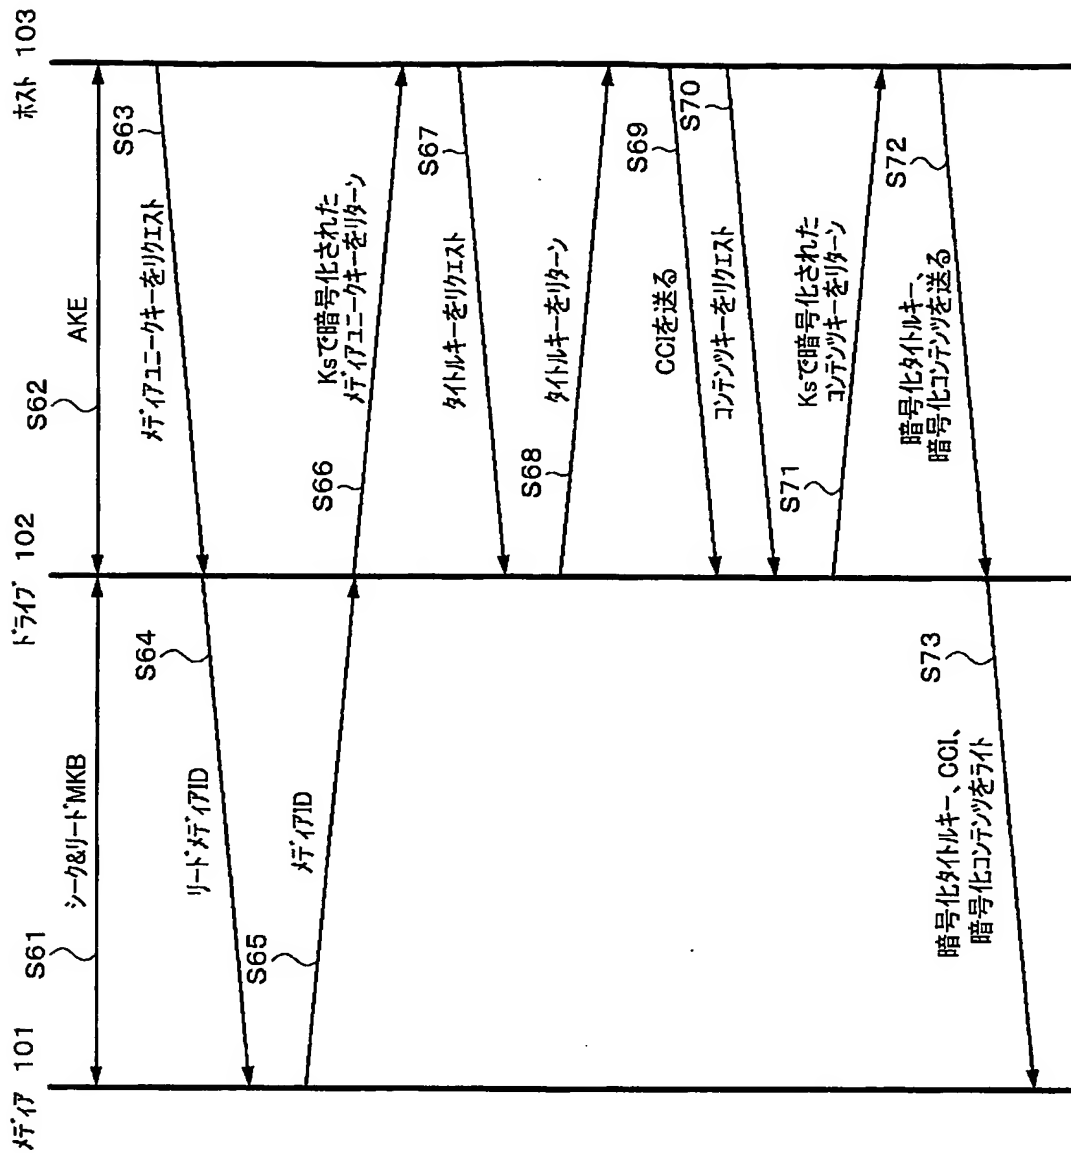 メディア 101
ドライブ 102
ホスト 103
S61
シーク&リードMKB
S62
AKE
S63
メディアユニークキーをリクエスト
S64
リードメディアID
S65
メディアID
S66
Ksで暗号化された
メディアユニークキーをリターン
S67
タイトルキーをリクエスト
S68
タイトルキーをリターン
S69
CCIを送る
S70
コンテンツキーをリクエスト
S71
Ksで暗号化された
コンテンツキーをリターン
S72
暗号化タイトルキー、
暗号化コンテンツを送る
S73
暗号化タイトルキー、CCI、
暗号化コンテンツをライト